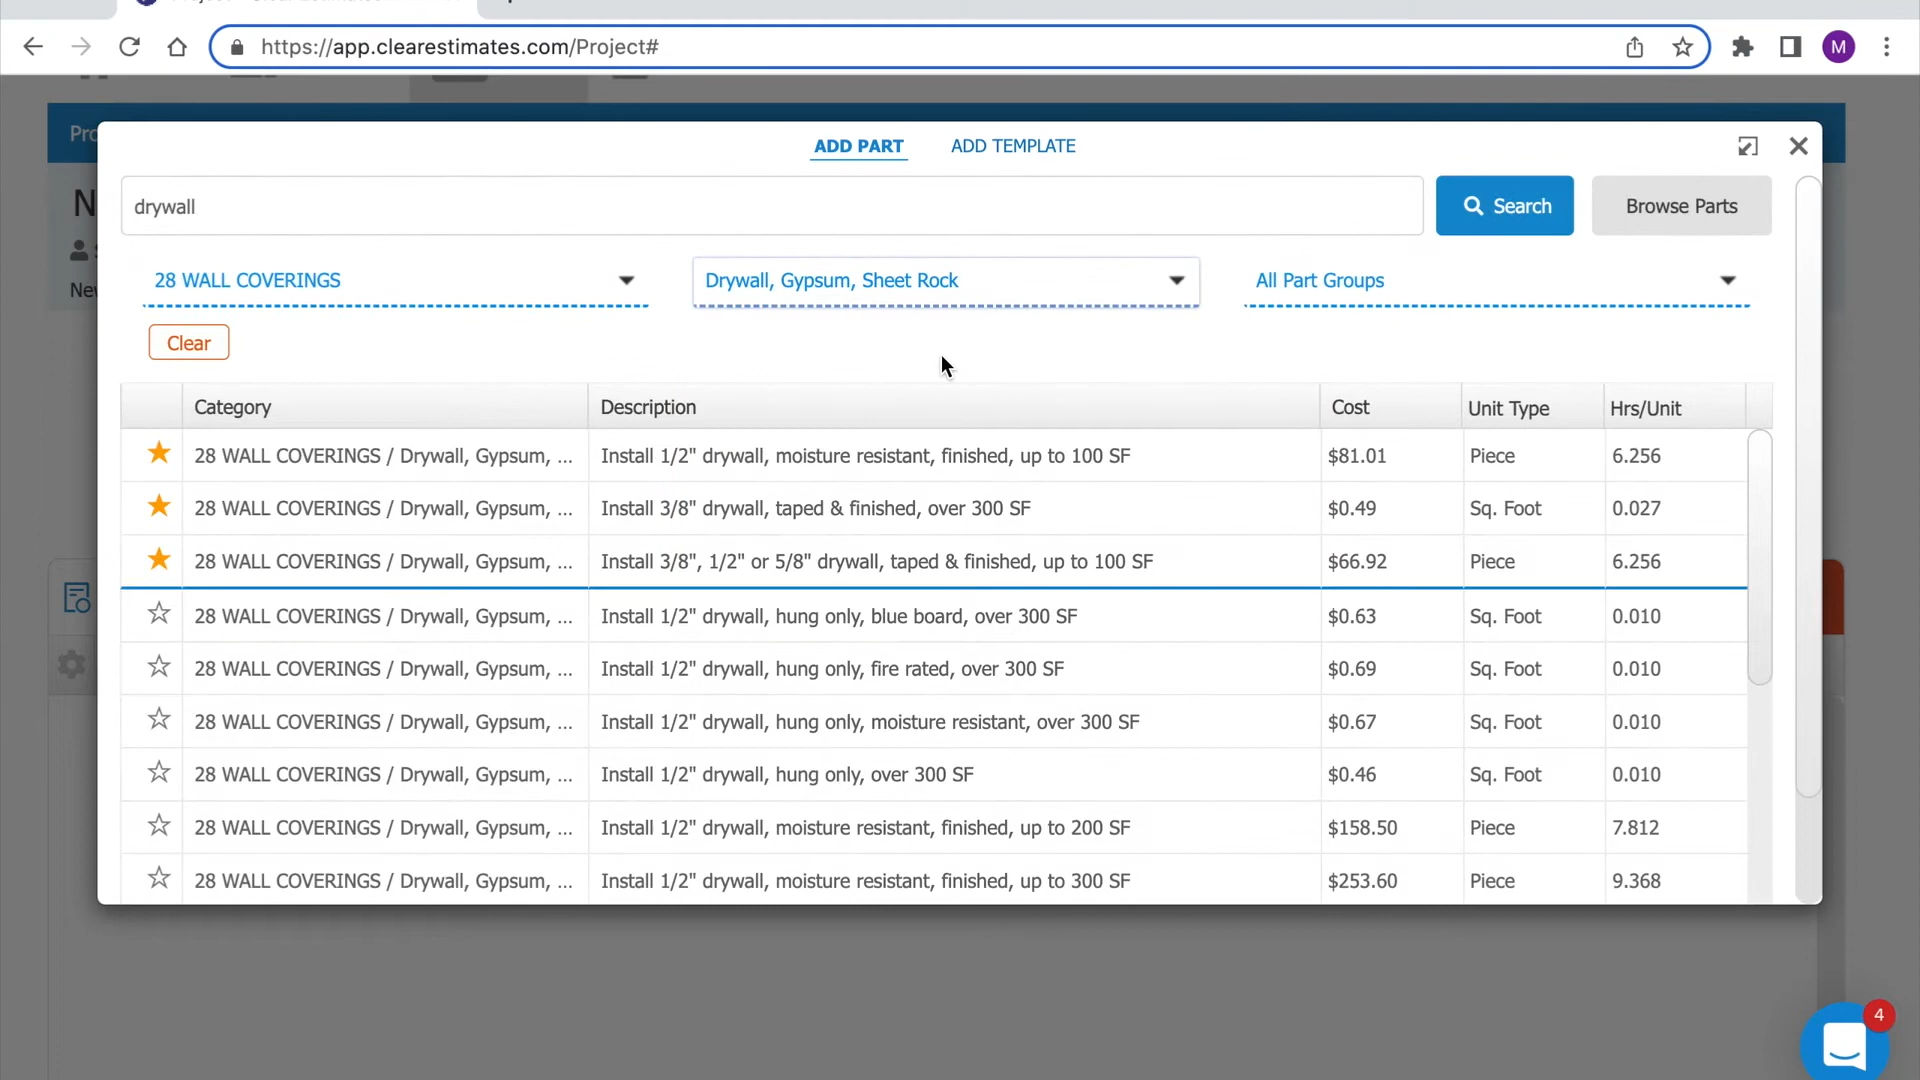 https://app.clearestimates.com/Project#
M
Pro
ADD PART
ADD TEMPLATE
N
drywall
Search
Browse Parts
New
28 WALL COVERINGS
Drywall, Gypsum, Sheet Rock
All Part Groups
Clear
Category Description Cost Unit Type Hrs/Unit
28 WALL COVERINGS / Drywall, Gypsum, ... Install 1/2" drywall, moisture resistant, finished, up to 100 SF $81.01 Piece 6.256
28 WALL COVERINGS / Drywall, Gypsum, ... Install 3/8" drywall, taped & finished, over 300 SF $0.49 Sq. Foot 0.027
28 WALL COVERINGS / Drywall, Gypsum, ... Install 3/8", 1/2" or 5/8" drywall, taped & finished, up to 100 SF $66.92 Piece 6.256
28 WALL COVERINGS / Drywall, Gypsum, ... Install 1/2" drywall, hung only, blue board, over 300 SF $0.63 Sq. Foot 0.010
28 WALL COVERINGS / Drywall, Gypsum, ... Install 1/2" drywall, hung only, fire rated, over 300 SF $0.69 Sq. Foot 0.010
28 WALL COVERINGS / Drywall, Gypsum, ... Install 1/2" drywall, hung only, moisture resistant, over 300 SF $0.67 Sq. Foot 0.010
28 WALL COVERINGS / Drywall, Gypsum, ... Install 1/2" drywall, hung only, over 300 SF $0.46 Sq. Foot 0.010
28 WALL COVERINGS / Drywall, Gypsum, ... Install 1/2" drywall, moisture resistant, finished, up to 200 SF $158.50 Piece 7.812
28 WALL COVERINGS / Drywall, Gypsum, ... Install 1/2" drywall, moisture resistant, finished, up to 300 SF $253.60 Piece 9.368
4